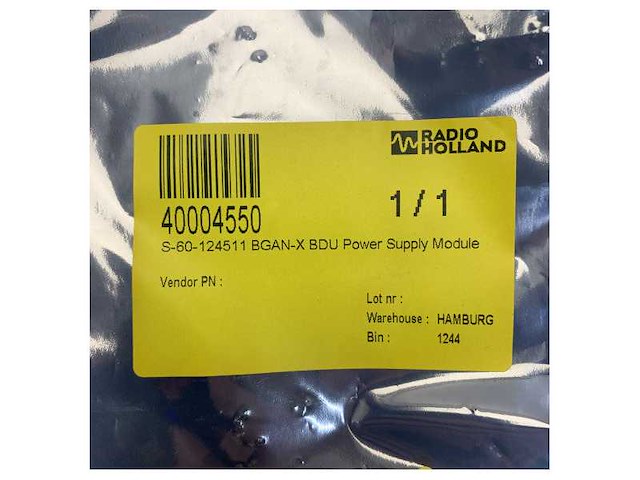 RADIO
HOLLAND
40004550
1 / 1
S-60-124511 BGAN-X BDU Power Supply Module
Vendor PN :
Lot nr :
Warehouse : HAMBURG
Bin : 1244